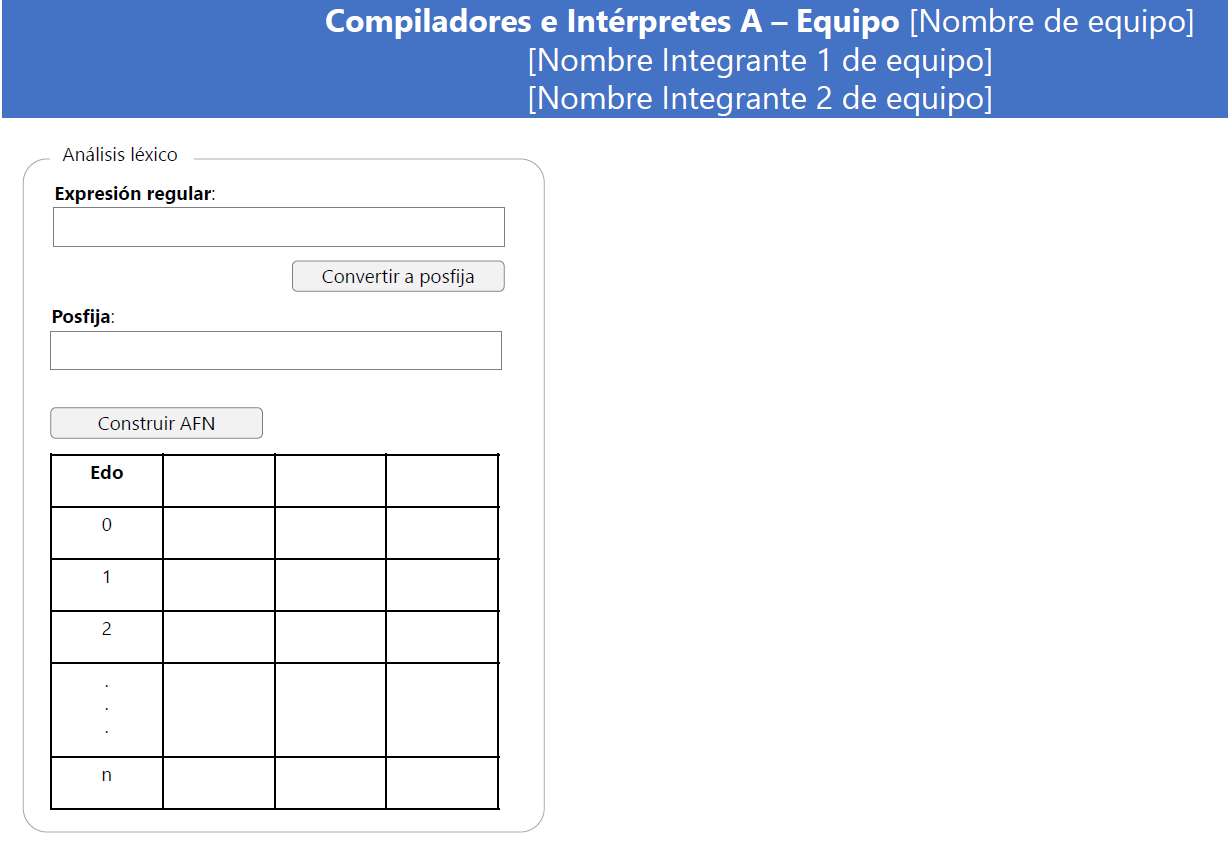 Compiladores e Intérpretes A – Equipo [Nombre de equipo]
[Nombre Integrante 1 de equipo]
[Nombre Integrante 2 de equipo]
Análisis léxico
Expresión regular:
Convertir a posfija
Posfija:
Construir AFN
Edo
0
1
2
.
.
.
n